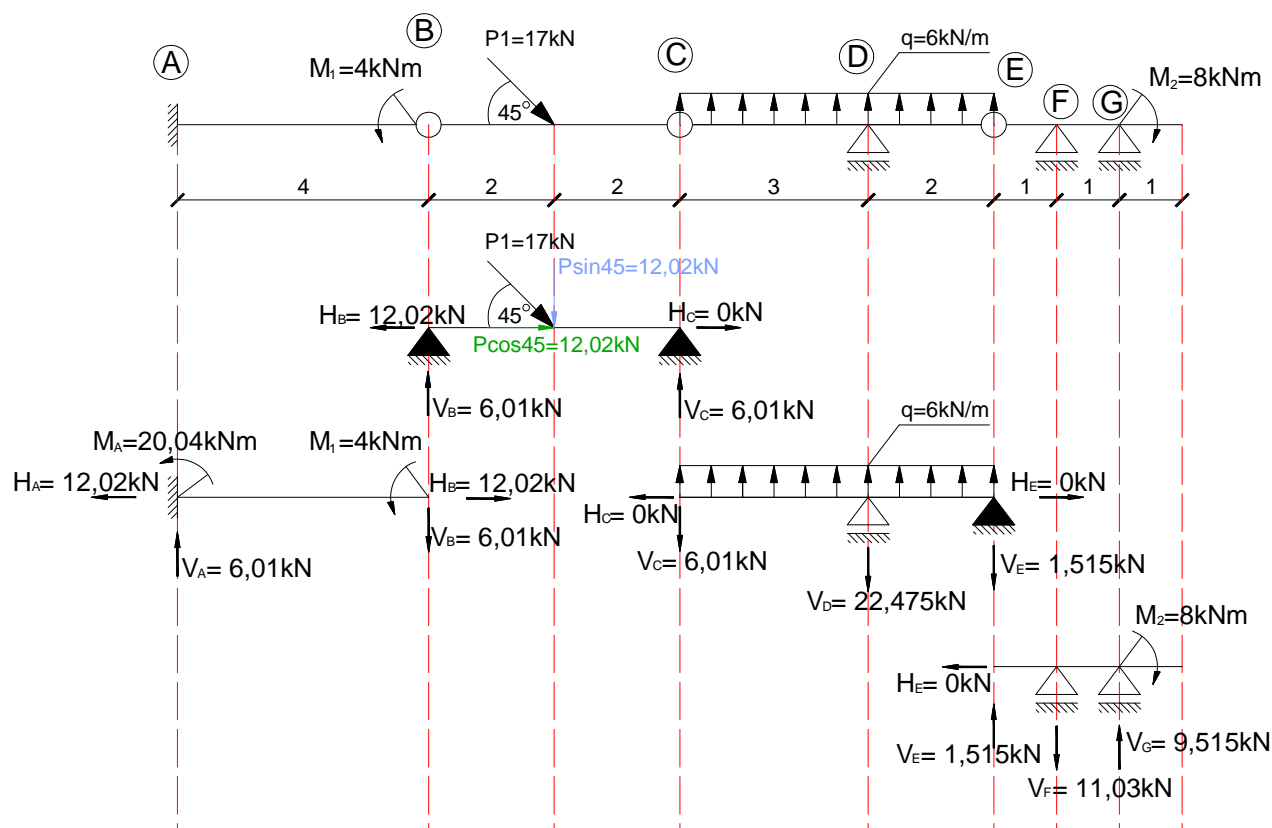 A
B
P1=17kN
M₁=4kNm
45°
C
D
q=6kN/m
E
F
G
M₂=8kNm
4
2
2
3
2
1
1
1
P1=17kN
Psin45=12,02kN
45°
Pcos45=12,02kN
HB= 12,02kN
HC= 0kN
VB= 6,01kN
VC= 6,01kN
MA=20,04kNm
M₁=4kNm
HA= 12,02kN
HB= 12,02kN
VA= 6,01kN
VB= 6,01kN
q=6kN/m
HC= 0kN
HE= 0kN
VC= 6,01kN
VD= 22,475kN
VE= 1,515kN
M₂=8kNm
HE= 0kN
VE= 1,515kN
VF= 11,03kN
VG= 9,515kN